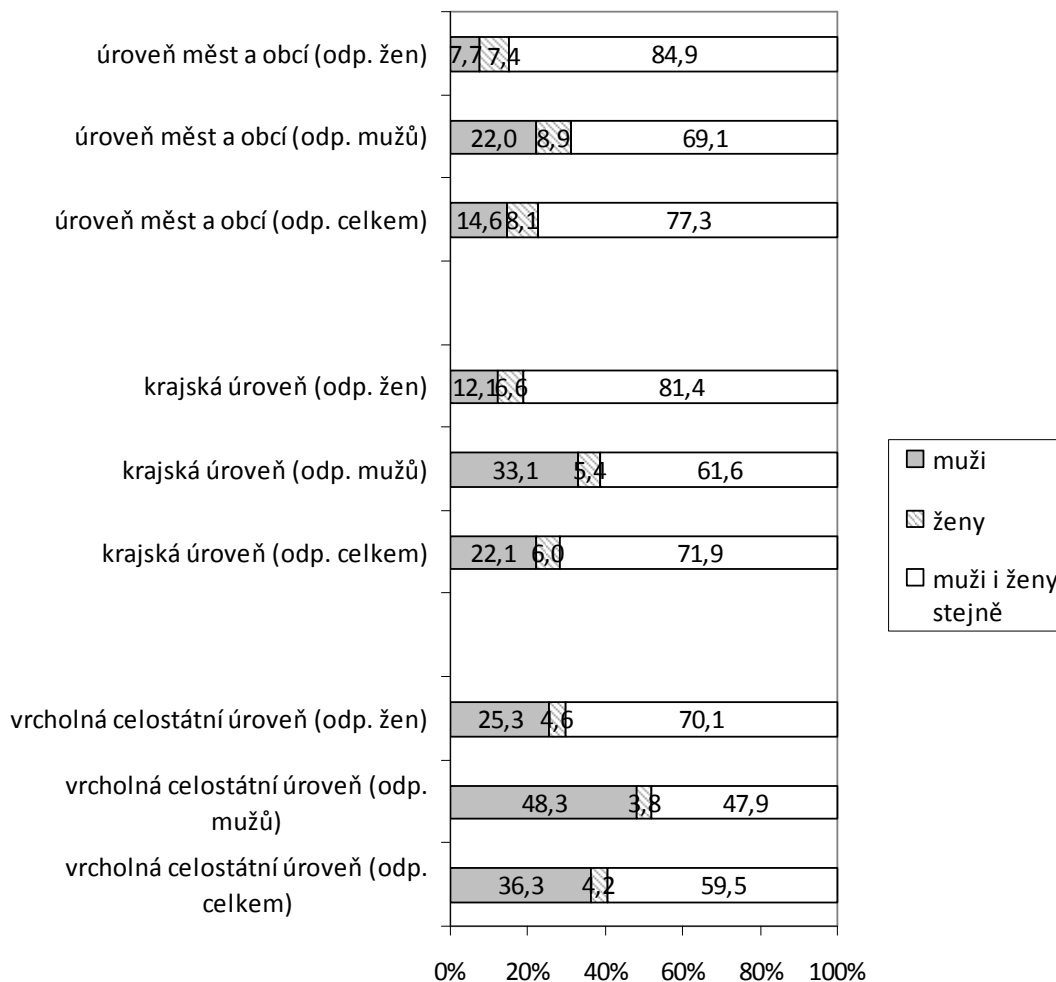 úroveň měst a obcí (odp. žen)
7,7 7,4 84,9
úroveň měst a obcí (odp. mužů)
22,0 8,9 69,1
úroveň měst a obcí (odp. celkem)
14,6 8,1 77,3
krajská úroveň (odp. žen)
12,1 6,6 81,4
krajská úroveň (odp. mužů)
33,1 5,4 61,6
krajská úroveň (odp. celkem)
22,1 6,0 71,9
vrcholná celostátní úroveň (odp. žen)
25,3 4,6 70,1
vrcholná celostátní úroveň (odp.
mužů)
48,3 3,8 47,9
vrcholná celostátní úroveň (odp.
celkem)
36,3 4,2 59,5
0% 20% 40% 60% 80% 100%
muži
ženy
muži i ženy
stejně